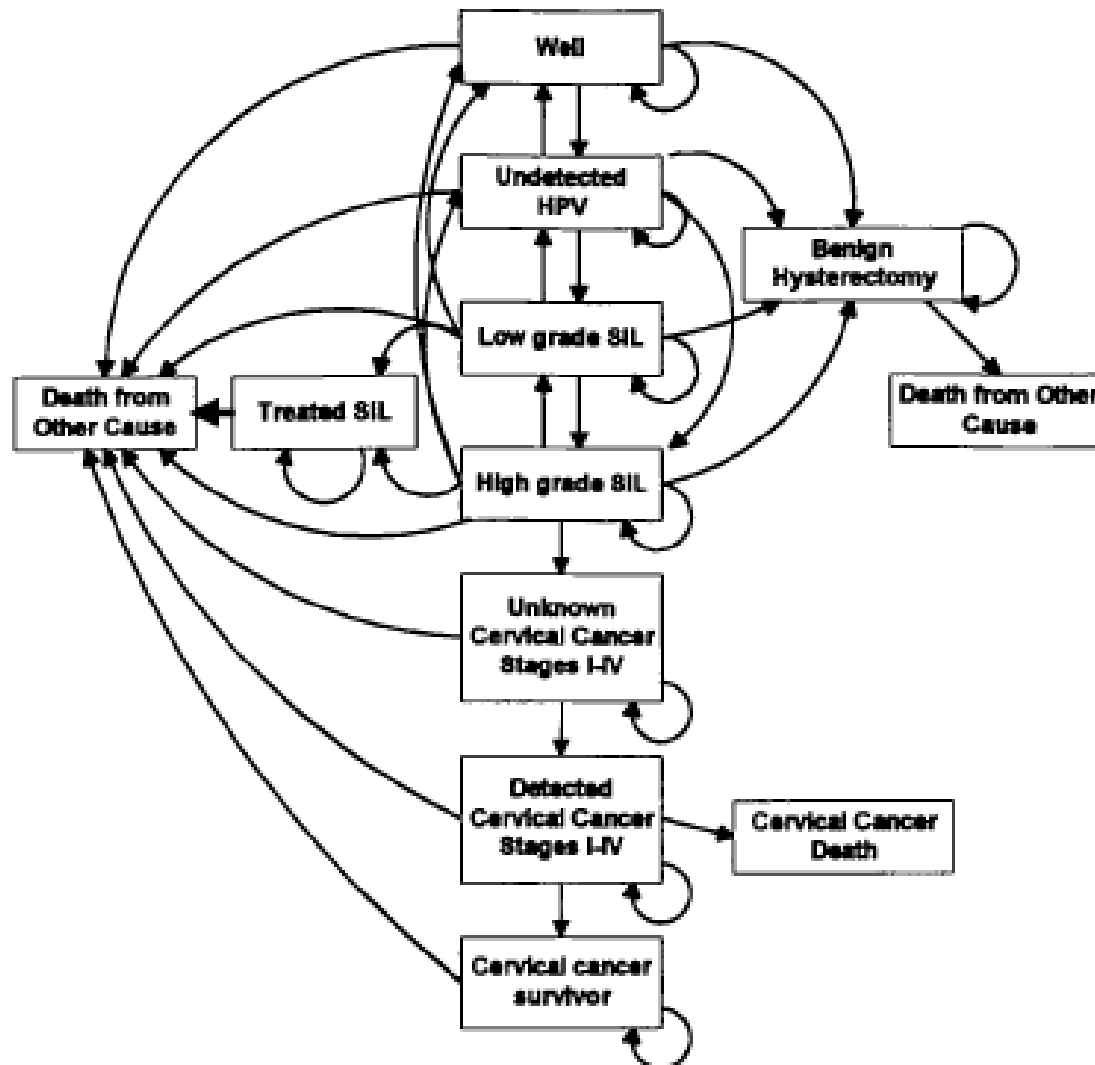 Well
Undetected
HPV
Benign
Hysterectomy
Low grade SIL
Death from
Other Cause
Treated SIL
Death from Other
Cause
High grade SIL
Unknown
Cervical Cancer
Stages I-IV
Detected
Cervical Cancer
Stages I-IV
Cervical Cancer
Death
Cervical cancer
survivor